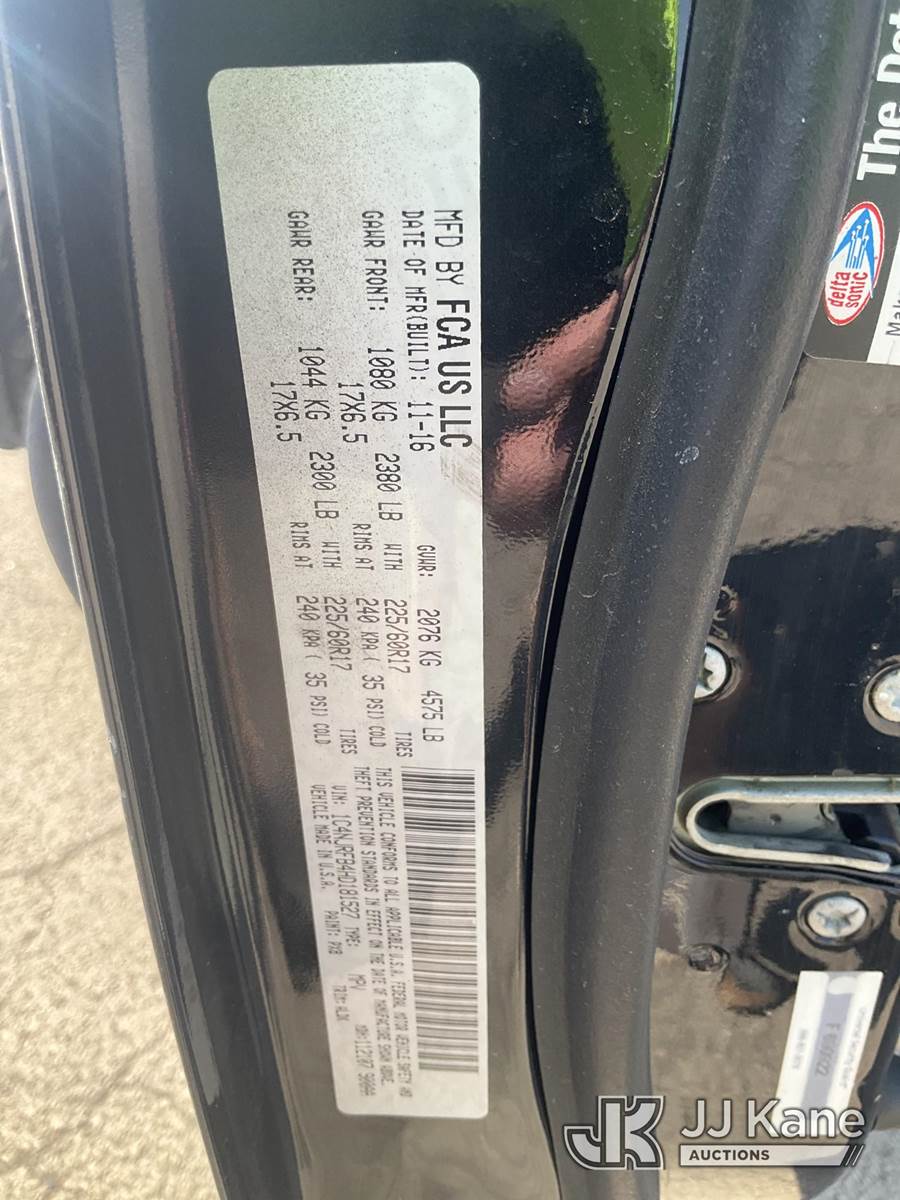 MFD BY FCA US LLC
DATE OF MFR(BUILT): 11-16 GVWR: 2076 KG 4575 LB
GAWR FRONT: 1080 KG 2380 LB WITH 225/60R17 TIRES
17X6.5 RIMS AT 240 KPA ( 35 PSI) COLD
GAWR REAR: 1044 KG 2300 LB WITH 225/60R17 TIRES
17X6.5 RIMS AT 240 KPA ( 35 PSI) COLD
THIS VEHICLE CONFORMS TO ALL APPLICABLE U.S.A. FEDERAL MOTOR VEHICLE SAFETY AND
THEFT PREVENTION STANDARDS IN EFFECT ON THE DATE OF MANUFACTURE SHOWN ABOVE.
VIN: 1C4NJRFB4HD181527 TYPE: MPV
VEHICLE MADE IN U.S.A. PAINT: PXB
The
delta
sonic
JK JJ Kane
AUCTIONS